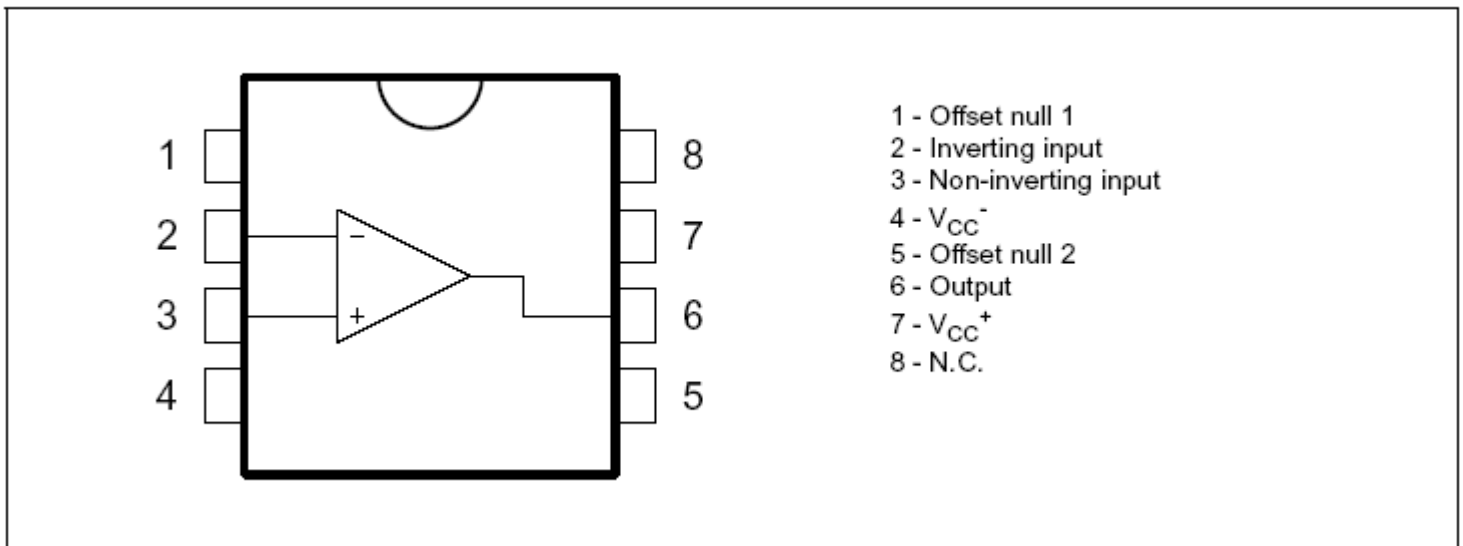 1
2
3
4
8
7
6
5
−
+
1 - Offset null 1
2 - Inverting input
3 - Non-inverting input
4 - VCC-
5 - Offset null 2
6 - Output
7 - VCC+
8 - N.C.